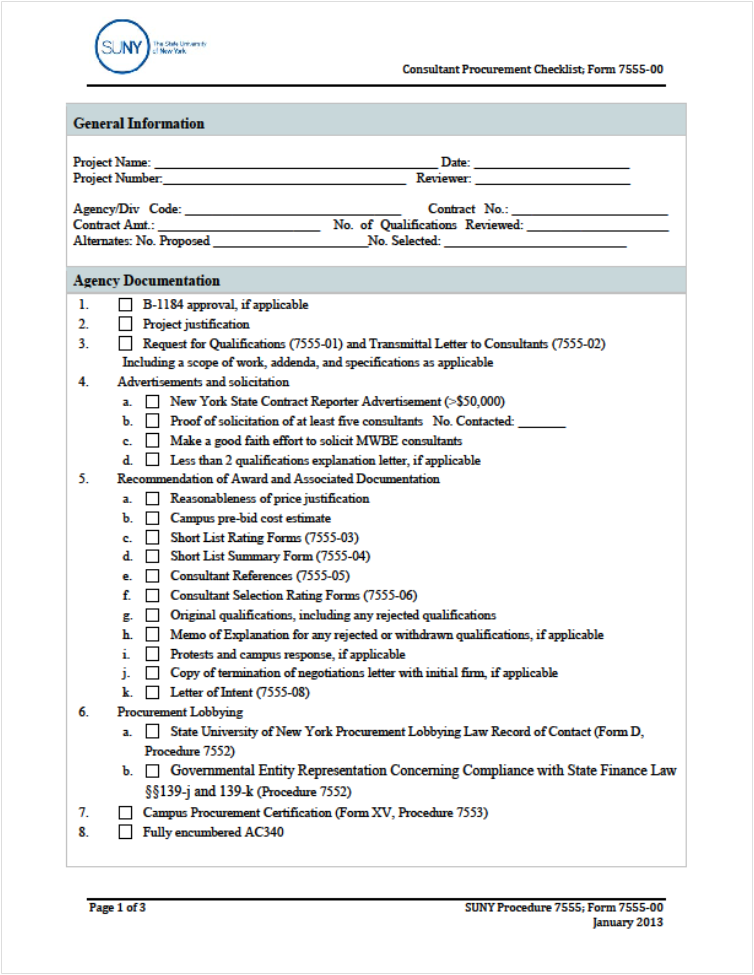 SUNY The State University
of New York
Consultant Procurement Checklist; Form 7555-00
General Information
Project Name: ________ Date: ________
Project Number: ________ Reviewer: ________
Agency/Div Code: ________ Contract No.: ________
Contract Amt.: ________ No. of Qualifications Reviewed: ________
Alternates: No. Proposed ________ No. Selected: ________
Agency Documentation
1. ☐ B-1184 approval, if applicable
2. ☐ Project justification
3. ☐ Request for Qualifications (7555-01) and Transmittal Letter to Consultants (7555-02)
Including a scope of work, addenda, and specifications as applicable
4. Advertisements and solicitation
a. ☐ New York State Contract Reporter Advertisement (>$50,000)
b. ☐ Proof of solicitation of at least five consultants No. Contacted: ________
c. ☐ Make a good faith effort to solicit MWBE consultants
d. ☐ Less than 2 qualifications explanation letter, if applicable
5. Recommendation of Award and Associated Documentation
a. ☐ Reasonableness of price justification
b. ☐ Campus pre-bid cost estimate
c. ☐ Short List Rating Forms (7555-03)
d. ☐ Short List Summary Form (7555-04)
e. ☐ Consultant References (7555-05)
f. ☐ Consultant Selection Rating Forms (7555-06)
g. ☐ Original qualifications, including any rejected qualifications
h. ☐ Memo of Explanation for any rejected or withdrawn qualifications, if applicable
i. ☐ Protests and campus response, if applicable
j. ☐ Copy of termination of negotiations letter with initial firm, if applicable
k. ☐ Letter of Intent (7555-08)
6. Procurement Lobbying
a. ☐ State University of New York Procurement Lobbying Law Record of Contact (Form D,
Procedure 7552)
b. ☐ Governmental Entity Representation Concerning Compliance with State Finance Law
§§139-j and 139-k (Procedure 7552)
7. ☐ Campus Procurement Certification (Form XV, Procedure 7553)
8. ☐ Fully encumbered AC340
Page 1 of 3 SUNY Procedure 7555; Form 7555-00
January 2013